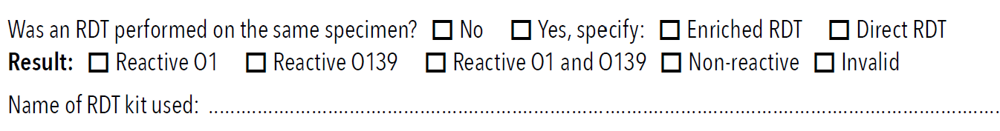 Was an RDT performed on the same specimen? ☐ No ☐ Yes, specify: ☐ Enriched RDT ☐ Direct RDT
Result: ☐ Reactive O1 ☐ Reactive O139 ☐ Reactive O1 and O139 ☐ Non-reactive ☐ Invalid
Name of RDT kit used: ........................................................................................................................